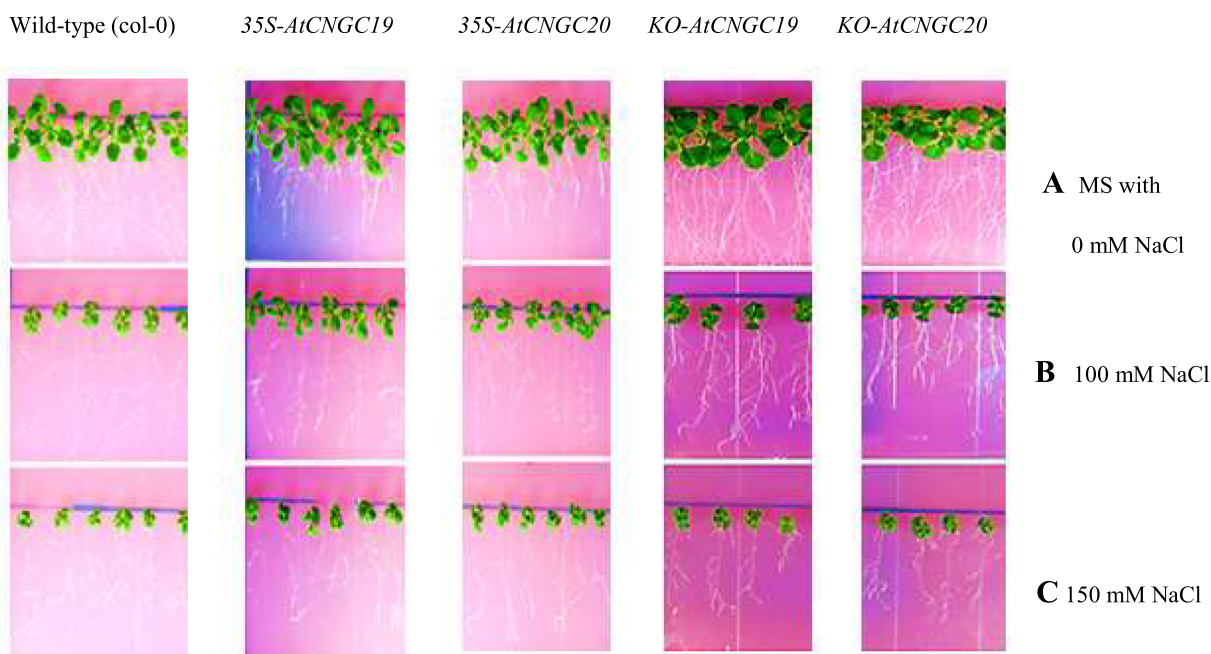 Wild-type (col-0) 35S-AtCNGC19 35S-AtCNGC20 KO-AtCNGC19 KO-AtCNGC20
A MS with
0 mM NaCl
B 100 mM NaCl
C 150 mM NaCl